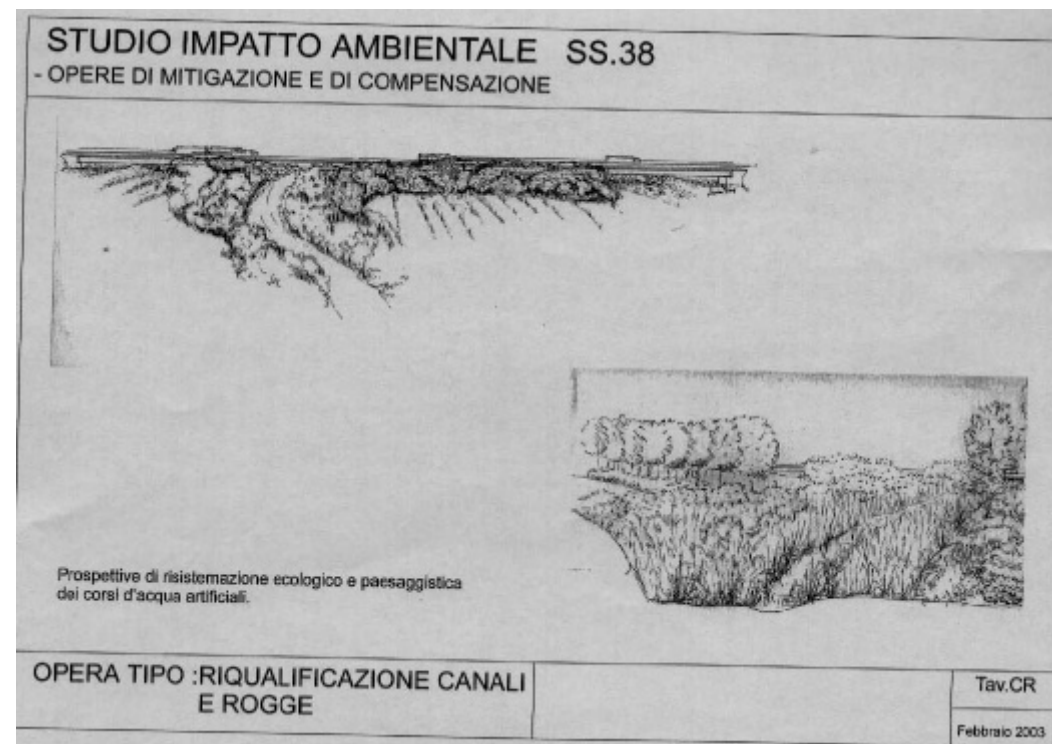 STUDIO IMPATTO AMBIENTALE SS.38
- OPERE DI MITIGAZIONE E DI COMPENSAZIONE
Prospettive di risistemazione ecologico e paesaggistica
dei corsi d'acqua artificiali.
OPERA TIPO :RIQUALIFICAZIONE CANALI
E ROGGE
Tav.CR
Febbraio 2003